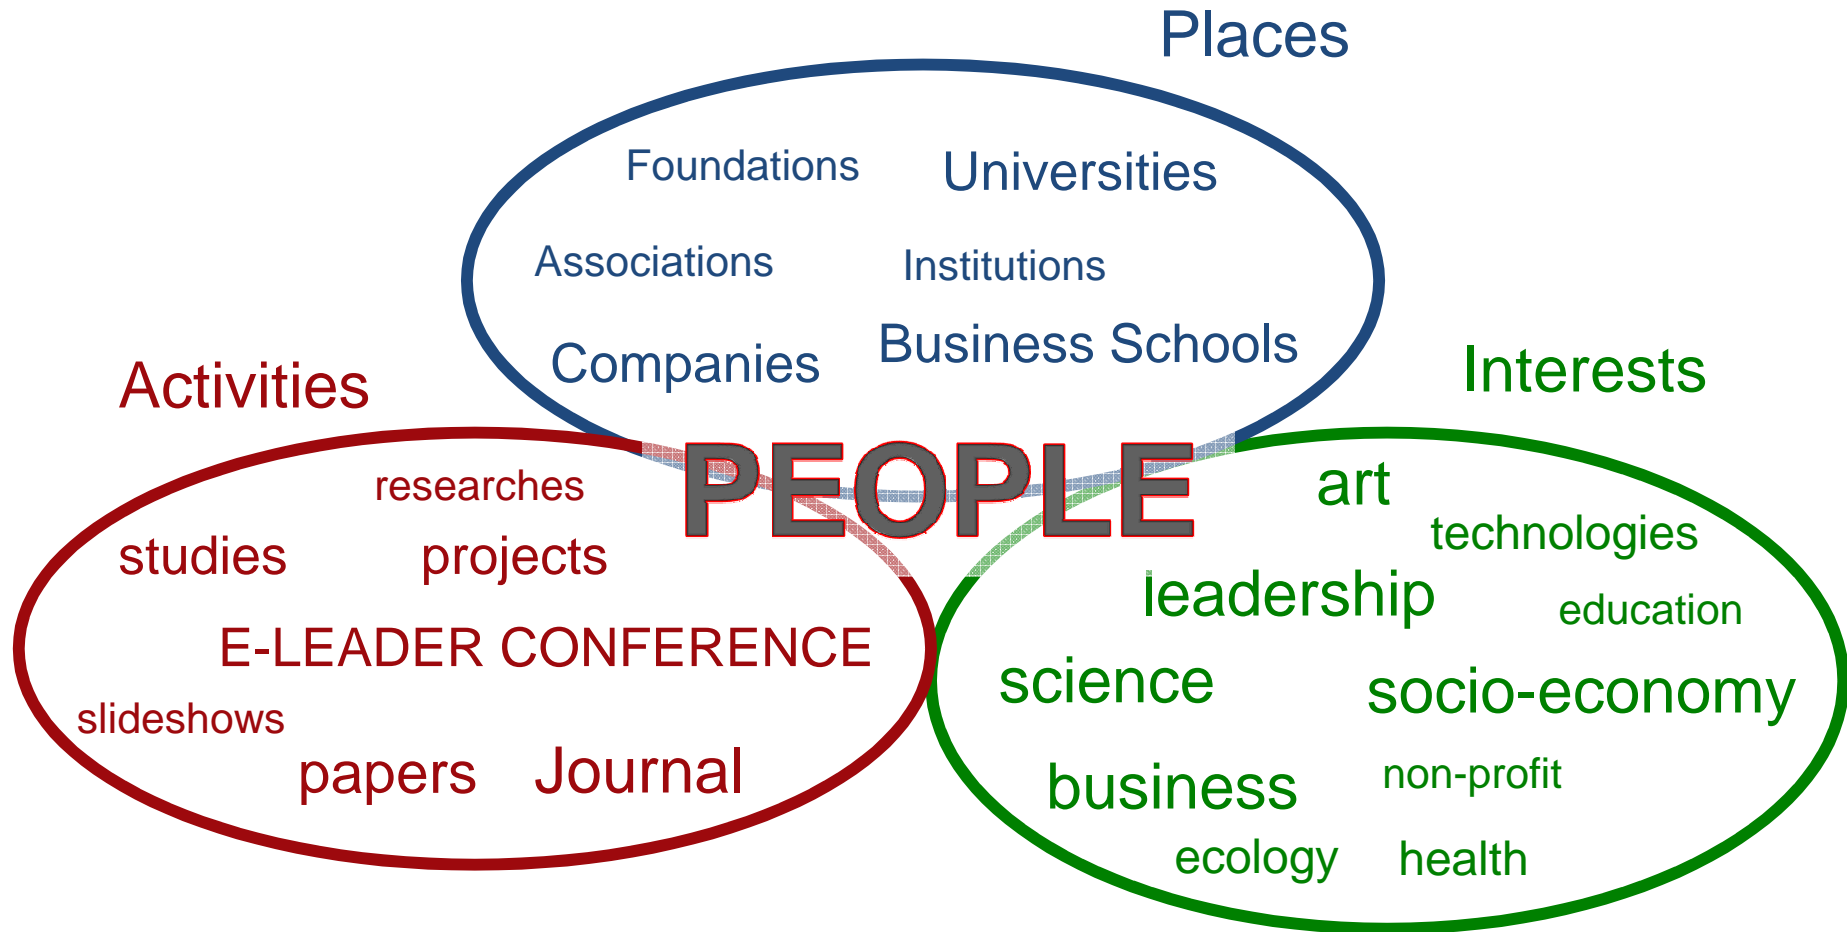 Places
Foundations Universities
Associations Institutions
Companies Business Schools
Activities
Interests
PEOPLE
researches
studies projects
E-LEADER CONFERENCE
slideshows
papers Journal
art
technologies
leadership
education
science
socio-economy
business
non-profit
ecology health